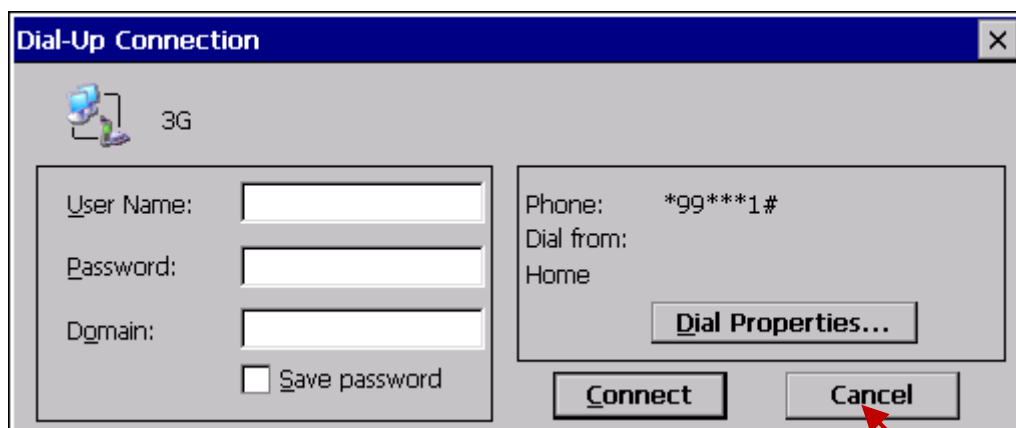 Dial-Up Connection
3G
User Name:
Password:
Domain:
Save password
Phone: *99***1#
Dial from:
Home
Dial Properties...
Connect
Cancel